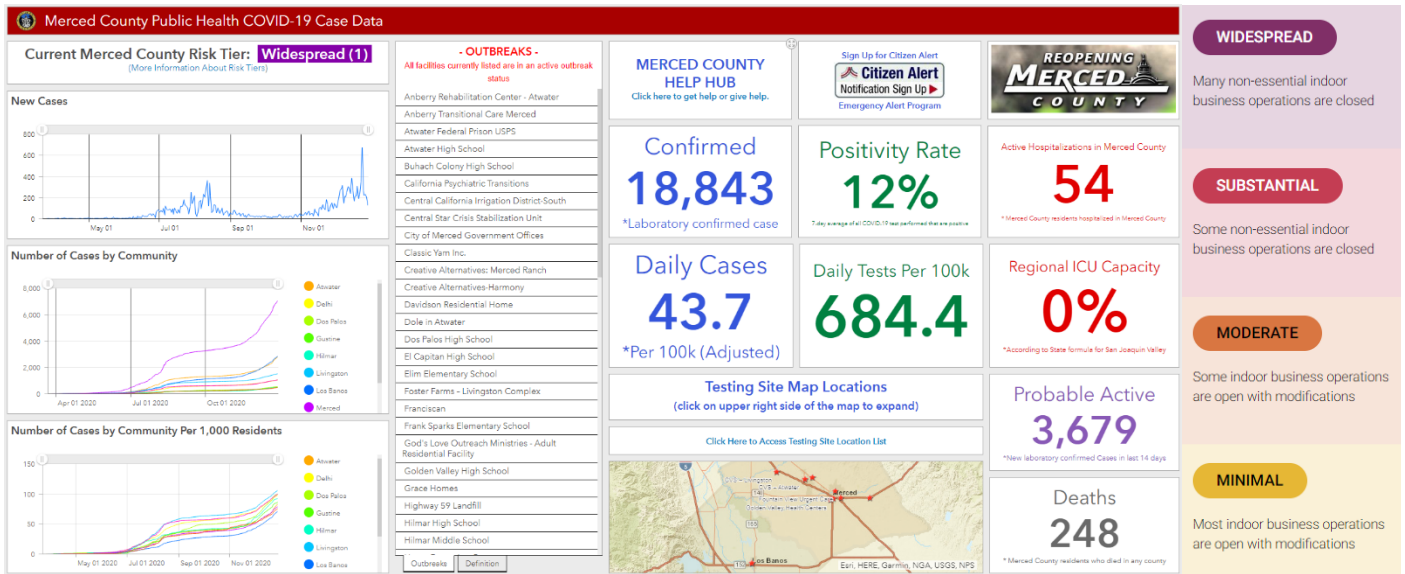 Merced County Public Health COVID-19 Case Data
Current Merced County Risk Tier: Widespread (1)
(More Information About Risk Tiers)
New Cases
800
600
400
200
0
May 01
Jul 01
Sep 01
Nov 01
Number of Cases by Community
8,000
6,000
4,000
2,000
0
Apr 01 2020
Jul 01 2020
Oct 01 2020
Atwater
Delhi
Dos Palos
Gustine
Hilmar
Livingston
Los Banos
Merced
Number of Cases by Community Per 1,000 Residents
150
100
50
0
May 01 2020
Jul 01 2020
Sep 01 2020
Nov 01 2020
Atwater
Delhi
Dos Palos
Gustine
Hilmar
Livingston
Los Banos
- OUTBREAKS -
All facilities currently listed are in an active outbreak
status
Anberry Rehabilitation Center - Atwater
Anberry Transitional Care Merced
Atwater Federal Prison USPS
Atwater High School
Buhach Colony High School
California Psychiatric Transitions
Central California Irrigation District-South
Central Star Crisis Stabilization Unit
City of Merced Government Offices
Classic Yam Inc.
Creative Alternatives: Merced Ranch
Creative Alternatives-Harmony
Davidson Residential Home
Dole in Atwater
Dos Palos High School
El Capitan High School
Elim Elementary School
Foster Farms - Livingston Complex
Franciscan
Frank Sparks Elementary School
God's Love Outreach Ministries - Adult
Residential Facility
Golden Valley High School
Grace Homes
Highway 59 Landfill
Hilmar High School
Hilmar Middle School
Outbreaks
Definition
MERCED COUNTY
HELP HUB
Click here to get help or give help.
Sign Up for Citizen Alert
Citizen Alert
Notification Sign Up
Emergency Alert Program
REOPENING
MERCED
COUNTY
Confirmed
18,843
*Laboratory confirmed case
Positivity Rate
12%
7-day average of all COVID-19 test performed that are positive
Active Hospitalizations in Merced County
54
* Merced County residents hospitalized in Merced County
Daily Cases
43.7
*Per 100k (Adjusted)
Daily Tests Per 100k
684.4
Regional ICU Capacity
0%
*According to State formula for San Joaquin Valley
Testing Site Map Locations
(click on upper right side of the map to expand)
Click Here to Access Testing Site Location List
CVS - Livingston
CVS - Atwater
Fountain View Urgent Care
Golden Valley Health Centers
Merced
Los Banos
5
140
165
152
Esri, HERE, Garmin, NGA, USGS, NPS
Probable Active
3,679
*New laboratory confirmed Cases in last 14 days
Deaths
248
* Merced County residents who died in any county
WIDESPREAD
Many non-essential indoor
business operations are closed
SUBSTANTIAL
Some non-essential indoor
business operations are closed
MODERATE
Some indoor business operations
are open with modifications
MINIMAL
Most indoor business operations
are open with modifications